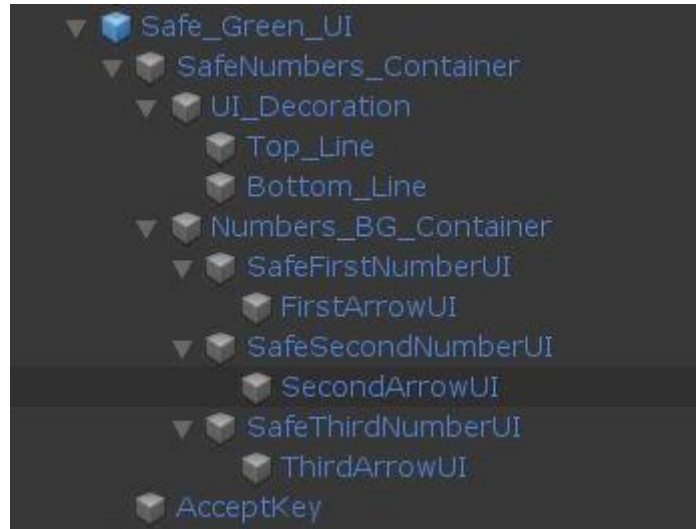 Safe_Green_UI
SafeNumbers_Container
UI_Decoration
Top_Line
Bottom_Line
Numbers_BG_Container
SafeFirstNumberUI
FirstArrowUI
SafeSecondNumberUI
SecondArrowUI
SafeThirdNumberUI
ThirdArrowUI
AcceptKey